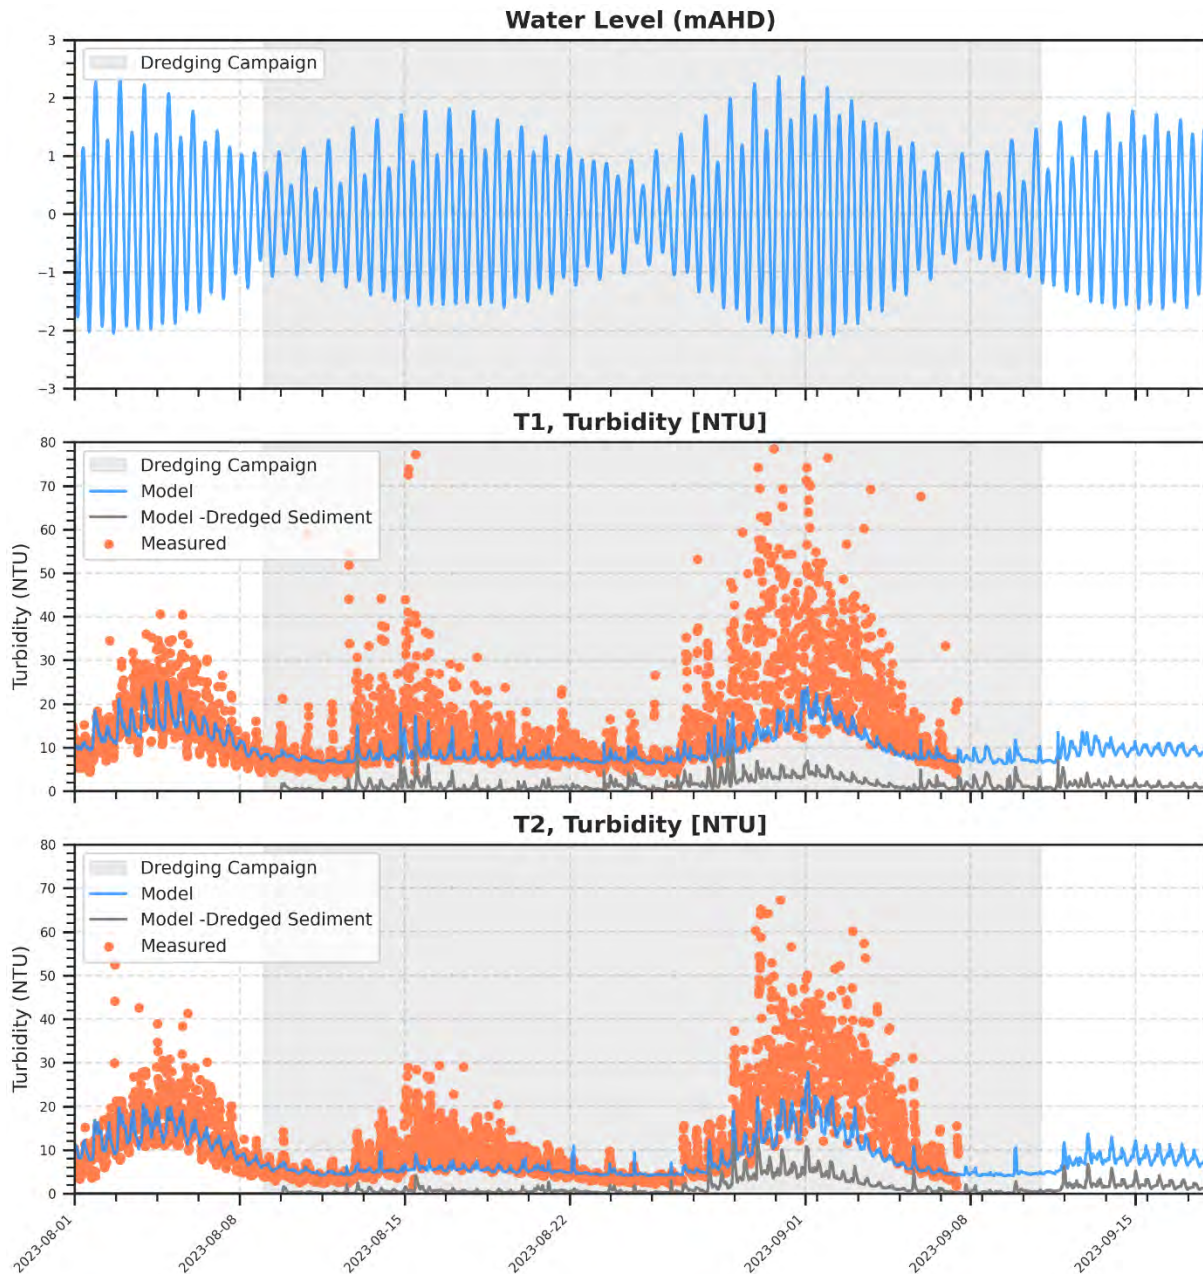 Water Level (mAHD)
3
2
1
0
−1
−2
−3
Dredging Campaign
T1, Turbidity [NTU]
80
70
60
50
40
30
20
10
0
Turbidity (NTU)
Dredging Campaign
Model
Model -Dredged Sediment
Measured
T2, Turbidity [NTU]
80
70
60
50
40
30
20
10
0
Turbidity (NTU)
Dredging Campaign
Model
Model -Dredged Sediment
Measured
2023-08-01
2023-08-08
2023-08-15
2023-08-22
2023-09-01
2023-09-08
2023-09-15